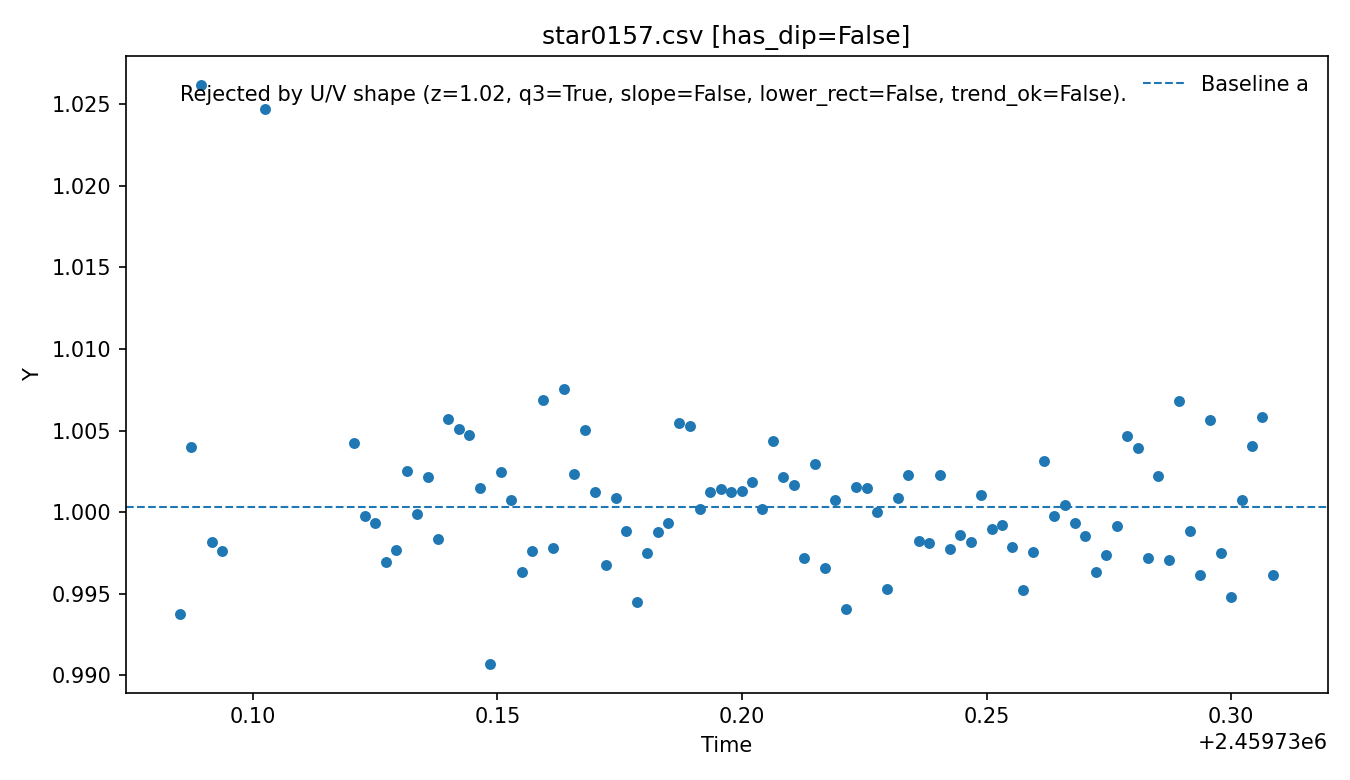 star0157.csv [has_dip=False]
Rejected by U/V shape (z=1.02, q3=True, slope=False, lower_rect=False, trend_ok=False).
Baseline a
Y
1.025
1.020
1.015
1.010
1.005
1.000
0.995
0.990
0.10 0.15 0.20 0.25 0.30
Time
+2.45973e6